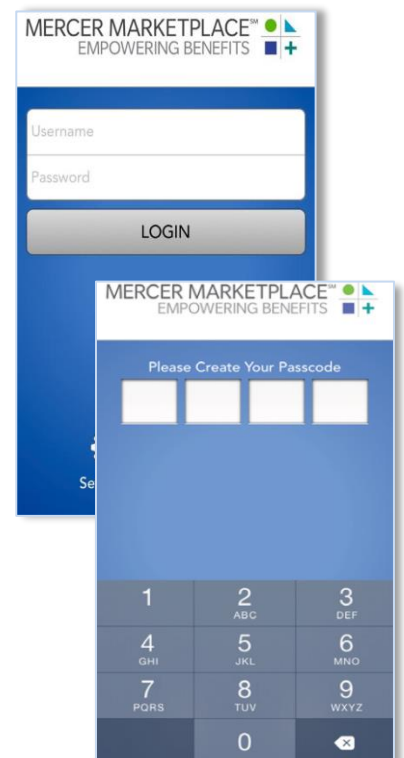 MERCER MARKETPLACE℠
EMPOWERING BENEFITS
Username
Password
LOGIN
MERCER MARKETPLACE℠
EMPOWERING BENEFITS
Please Create Your Passcode
1
2
ABC
3
DEF
4
GHI
5
JKL
6
MNO
7
PQRS
8
TUV
9
WXYZ
0